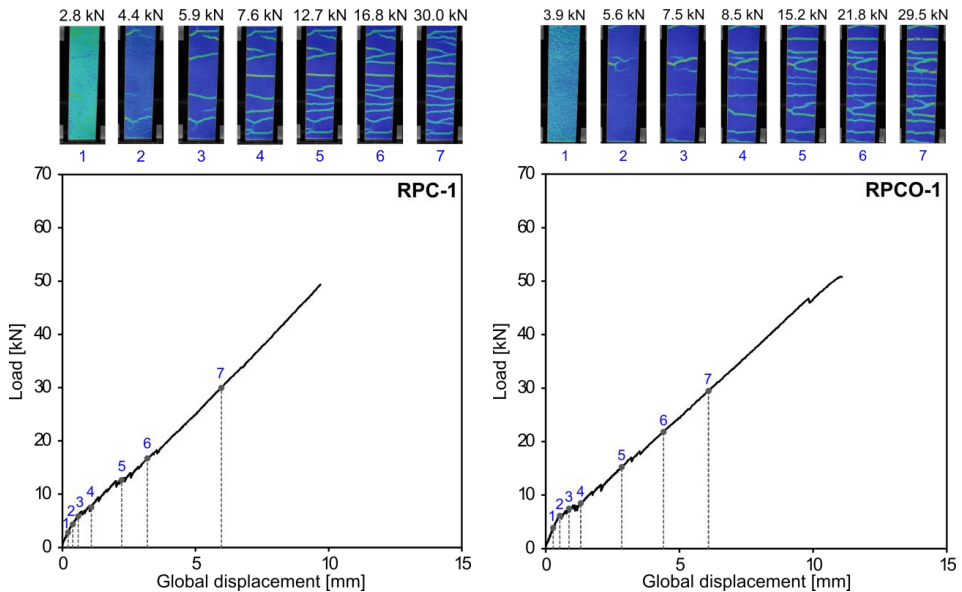 2.8 kN 4.4 kN 5.9 kN 7.6 kN 12.7 kN 16.8 kN 30.0 kN
1 2 3 4 5 6 7
RPC-1
70
60
50
40
30
20
10
0
Load [kN]
1 2 3 4 5 6 7
0 5 10 15
Global displacement [mm]
3.9 kN 5.6 kN 7.5 kN 8.5 kN 15.2 kN 21.8 kN 29.5 kN
1 2 3 4 5 6 7
RPCO-1
70
60
50
40
30
20
10
0
Load [kN]
1 2 3 4 5 6 7
0 5 10 15
Global displacement [mm]